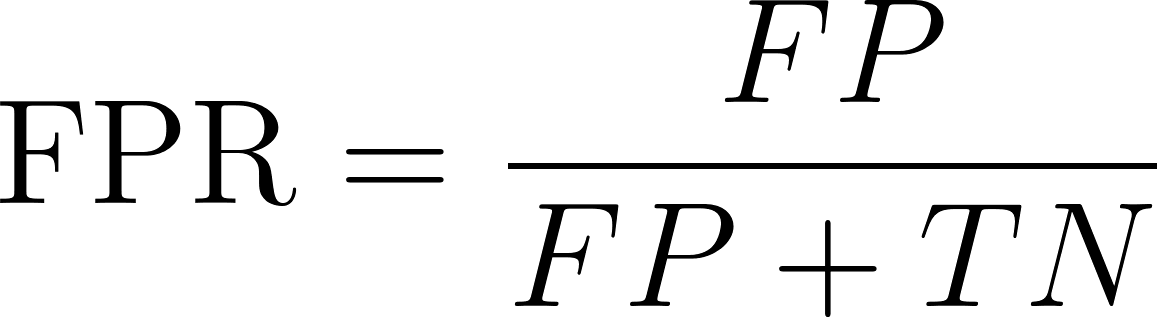 FPR = FP / FP + TN